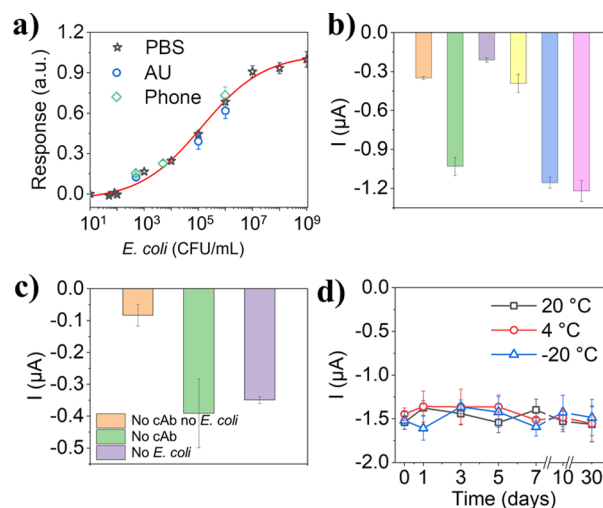 a)
1.2
0.9
0.6
0.3
0.0
Response (a.u.)
PBS
AU
Phone
10¹ 10³ 10⁵ 10⁷ 10⁹
E. coli (CFU/mL)
b)
0.0
-0.3
-0.6
-0.9
-1.2
I (μA)
c)
0.0
-0.1
-0.2
-0.3
-0.4
-0.5
I (μA)
No cAb no E. coli
No cAb
No E. coli
d)
0.0
-0.5
-1.0
-1.5
-2.0
I (μA)
20 °C
4 °C
-20 °C
0 1 3 5 7 10 30
Time (days)